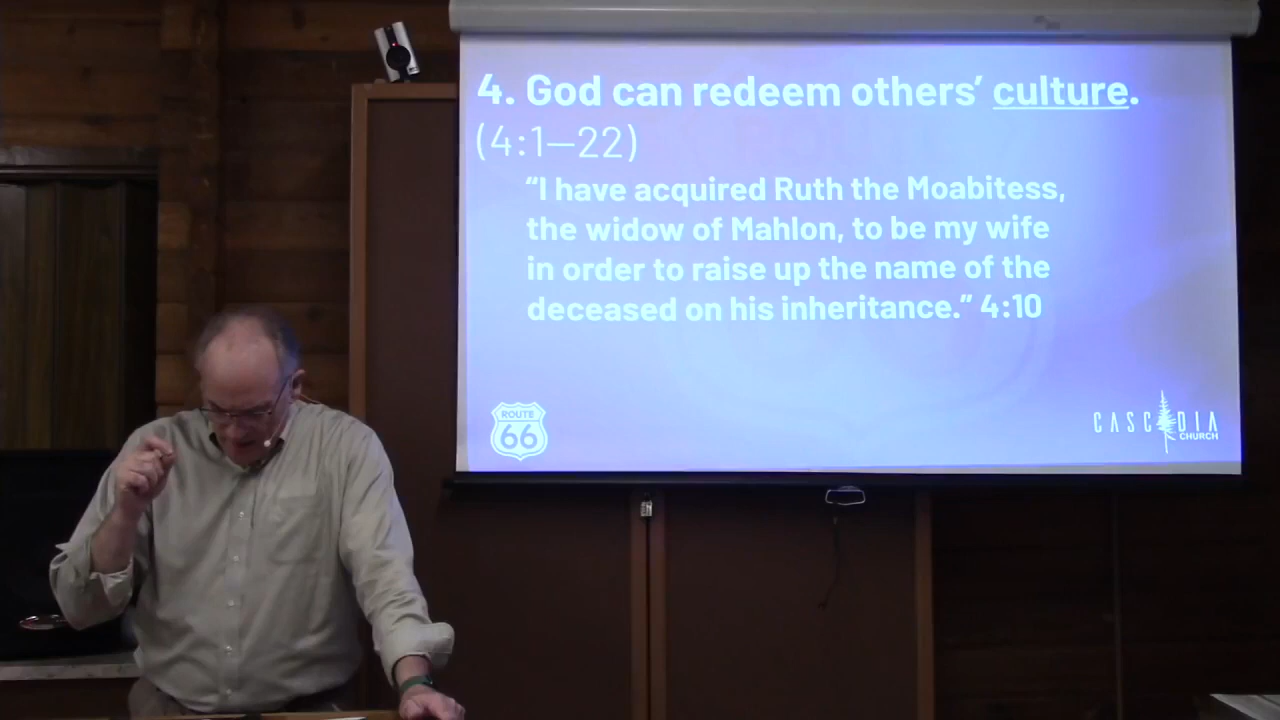 4. God can redeem others’ culture.
(4:1—22)
“I have acquired Ruth the Moabitess,
the widow of Mahlon, to be my wife
in order to raise up the name of the
deceased on his inheritance.” 4:10
ROUTE
66
CASCADIA
CHURCH